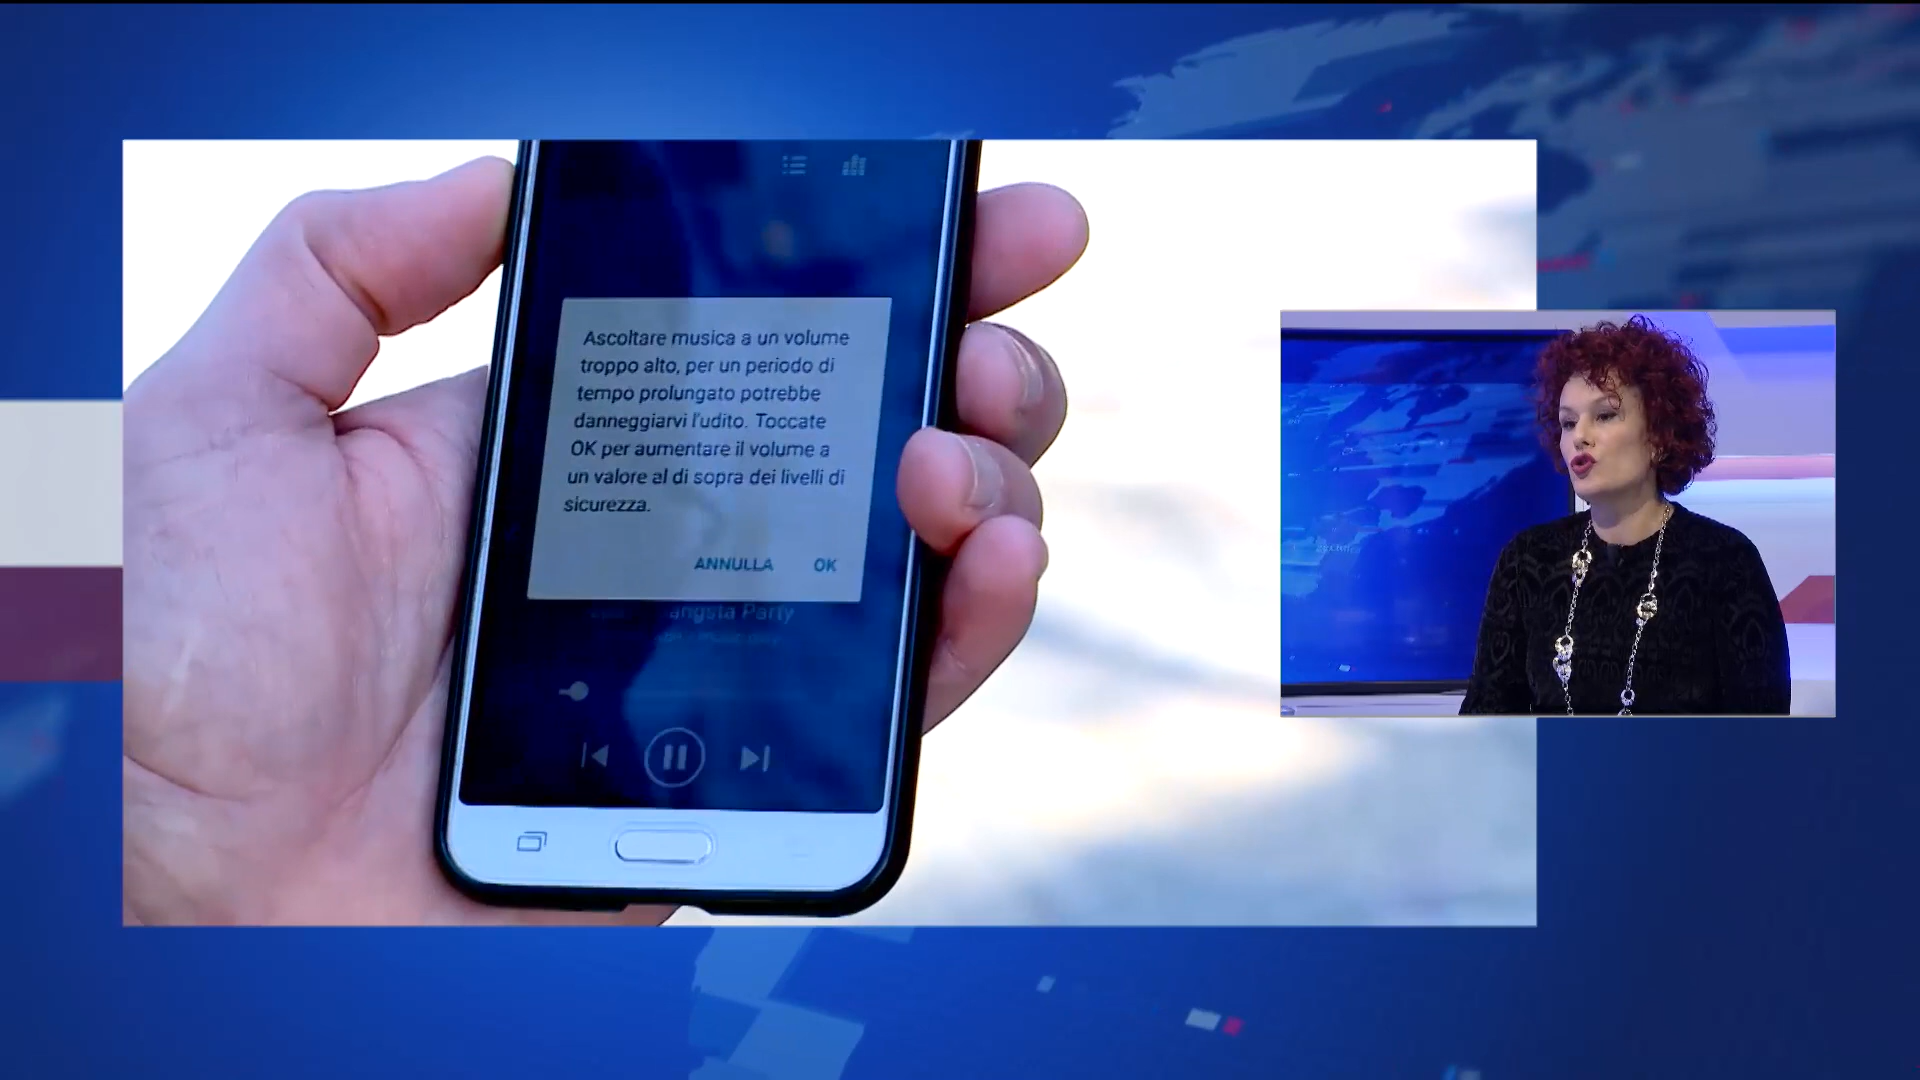 Ascoltare musica a un volume
troppo alto, per un periodo di
tempo prolungato potrebbe
danneggiarvi l'udito. Toccate
OK per aumentare il volume a
un valore al di sopra dei livelli di
sicurezza.
ANNULLA OK
Party